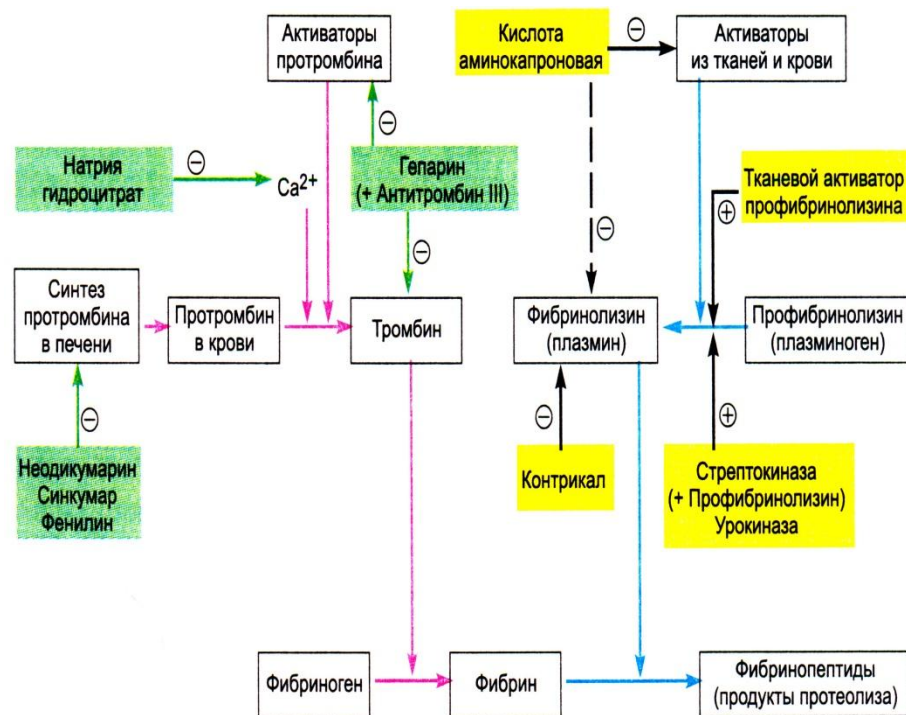 Активаторы
протромбина
Кислота
аминокапроновая
⊖
Активаторы
из тканей и крови
⊖
Натрия
гидроцитрат
⊖
Ca²⁺
Гепарин
(+ Антитромбин III)
Тканевой активатор
профибринолизина
⊕
⊖
⊖
Синтез
протромбина
в печени
Протромбин
в крови
Тромбин
Фибринолизин
(плазмин)
Профибринолизин
(плазминоген)
⊖
⊖
⊕
Неодикумарин
Синкумар
Фенилин
Контрикал
Стрептокиназа
(+ Профибринолизин)
Урокиназа
Фибриноген
Фибрин
Фибринопептиды
(продукты протеолиза)